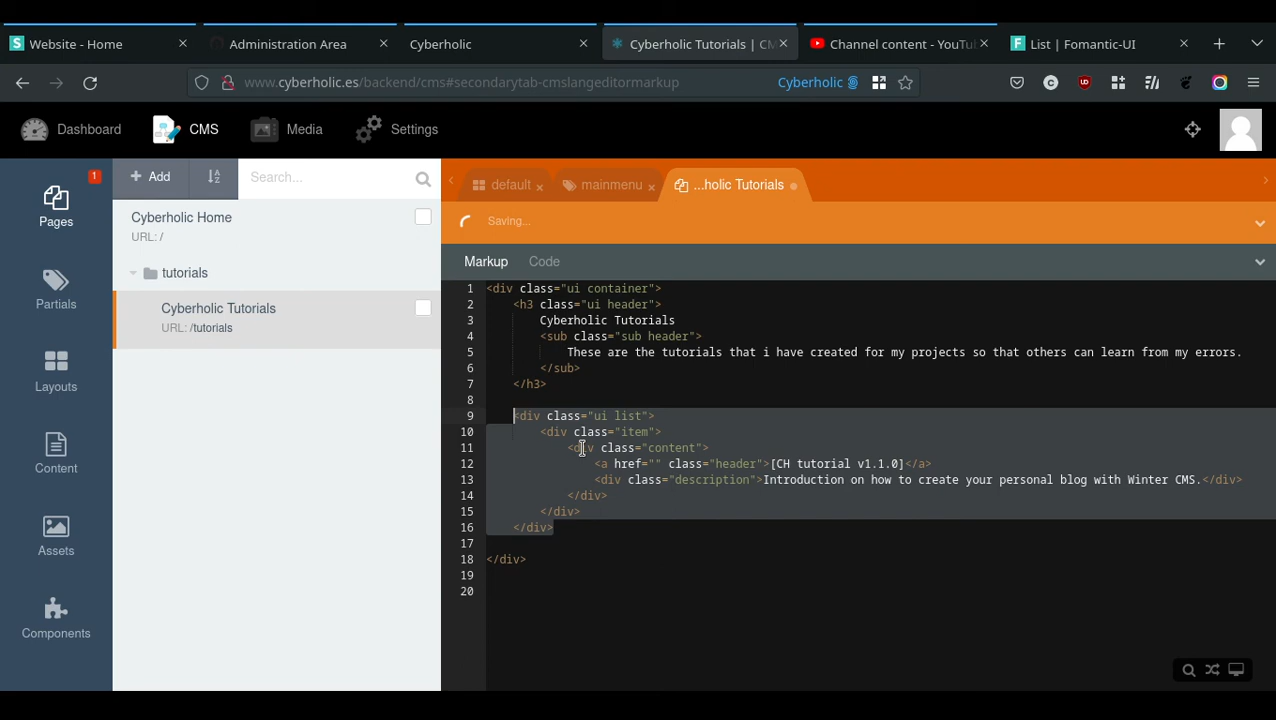 Website - Home
Administration Area
Cyberholic
Cyberholic Tutorials | CM
Channel content - YouTu
List | Fomantic-UI
www.cyberholic.es/backend/cms#secondarytab-cmslangeditormarkup
Cyberholic
Dashboard
CMS
Media
Settings
1
Pages
Partials
Layouts
Content
Assets
Components
Add
Search...
Cyberholic Home
URL: /
tutorials
Cyberholic Tutorials
URL: /tutorials
default
mainmenu
...holic Tutorials
Saving...
Markup
Code
1 <div class="ui container">
2 <h3 class="ui header">
3 Cyberholic Tutorials
4 <sub class="sub header">
5 These are the tutorials that i have created for my projects so that others can learn from my errors.
6 </sub>
7 </h3>
8
9 <div class="ui list">
10 <div class="item">
11 <div class="content">
12 <a href="" class="header">[CH tutorial v1.1.0]</a>
13 <div class="description">Introduction on how to create your personal blog with Winter CMS.</div>
14 </div>
15 </div>
16 </div>
17
18 </div>
19
20